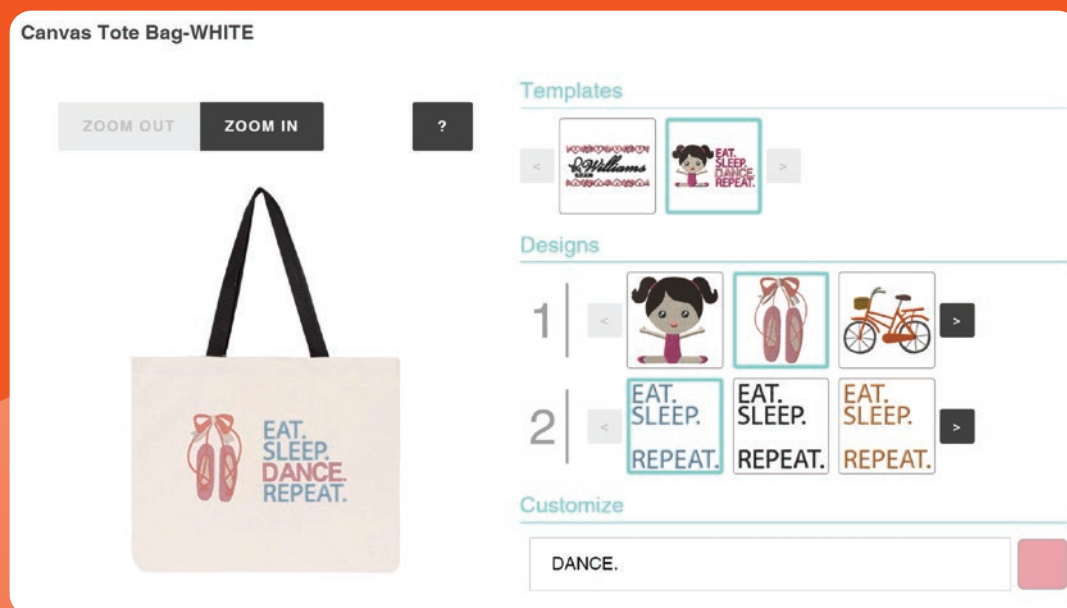 Canvas Tote Bag-WHITE
ZOOM OUT
ZOOM IN
?
EAT.
SLEEP.
DANCE.
REPEAT.
Templates
<
Williams
EAT.
SLEEP.
DANCE.
REPEAT.
>
Designs
1
<
>
2
<
EAT.
SLEEP.
REPEAT.
EAT.
SLEEP.
REPEAT.
EAT.
SLEEP.
REPEAT.
>
Customize
DANCE.